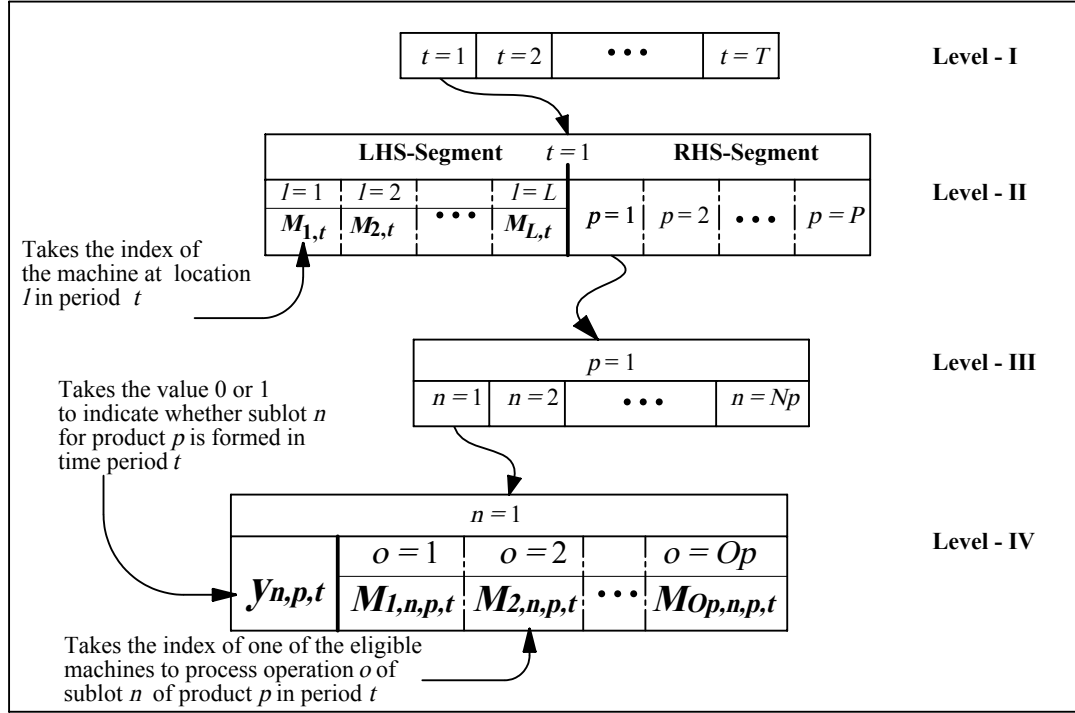 t = 1 t = 2 ••• t = T Level - I
LHS-Segment t = 1 RHS-Segment
l = 1 l = 2 l = L Level - II
M1,t M2,t ••• ML,t p = 1 p = 2 ••• p = P
Takes the index of
the machine at location
l in period t
p = 1 Level - III
n = 1 n = 2 ••• n = Np
Takes the value 0 or 1
to indicate whether sublot n
for product p is formed in
time period t
n = 1
Level - IV
o = 1 o = 2 o = Op
yn,p,t M1,n,p,t M2,n,p,t ••• MOp,n,p,t
Takes the index of one of the eligible
machines to process operation o of
sublot n of product p in period t